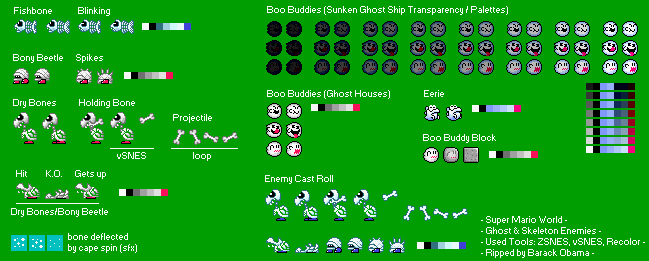 Fishbone
Blinking
Boo Buddies (Sunken Ghost Ship Transparency / Palettes)
Bony Beetle
Spikes
Boo Buddies (Ghost Houses)
Eerie
Dry Bones
Holding Bone
Projectile
vSNES
loop
Boo Buddy Block
Hit
K.O.
Gets up
Dry Bones/Bony Beetle
Enemy Cast Roll
bone deflected
by cape spin (sfx)
- Super Mario World -
- Ghost & Skeleton Enemies -
- Used Tools: ZSNES, vSNES, Recolor -
- Ripped by Barack Obama -